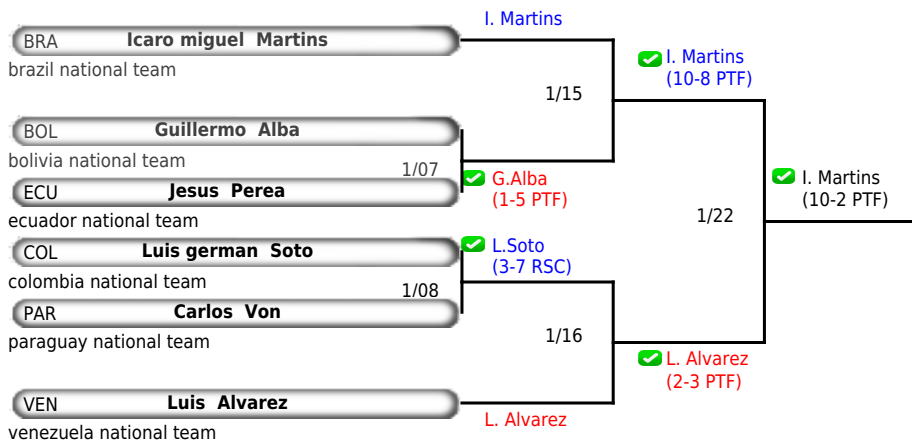 I. Martins
BRA Icaro miguel Martins
brazil national team
I. Martins
(10-8 PTF)
1/15
BOL Guillermo Alba
bolivia national team
1/07
ECU Jesus Perea
ecuador national team
G.Alba
(1-5 PTF)
I. Martins
(10-2 PTF)
1/22
COL Luis german Soto
colombia national team
L.Soto
(3-7 RSC)
1/08
PAR Carlos Von
paraguay national team
1/16
L. Alvarez
(2-3 PTF)
VEN Luis Alvarez
venezuela national team
L. Alvarez